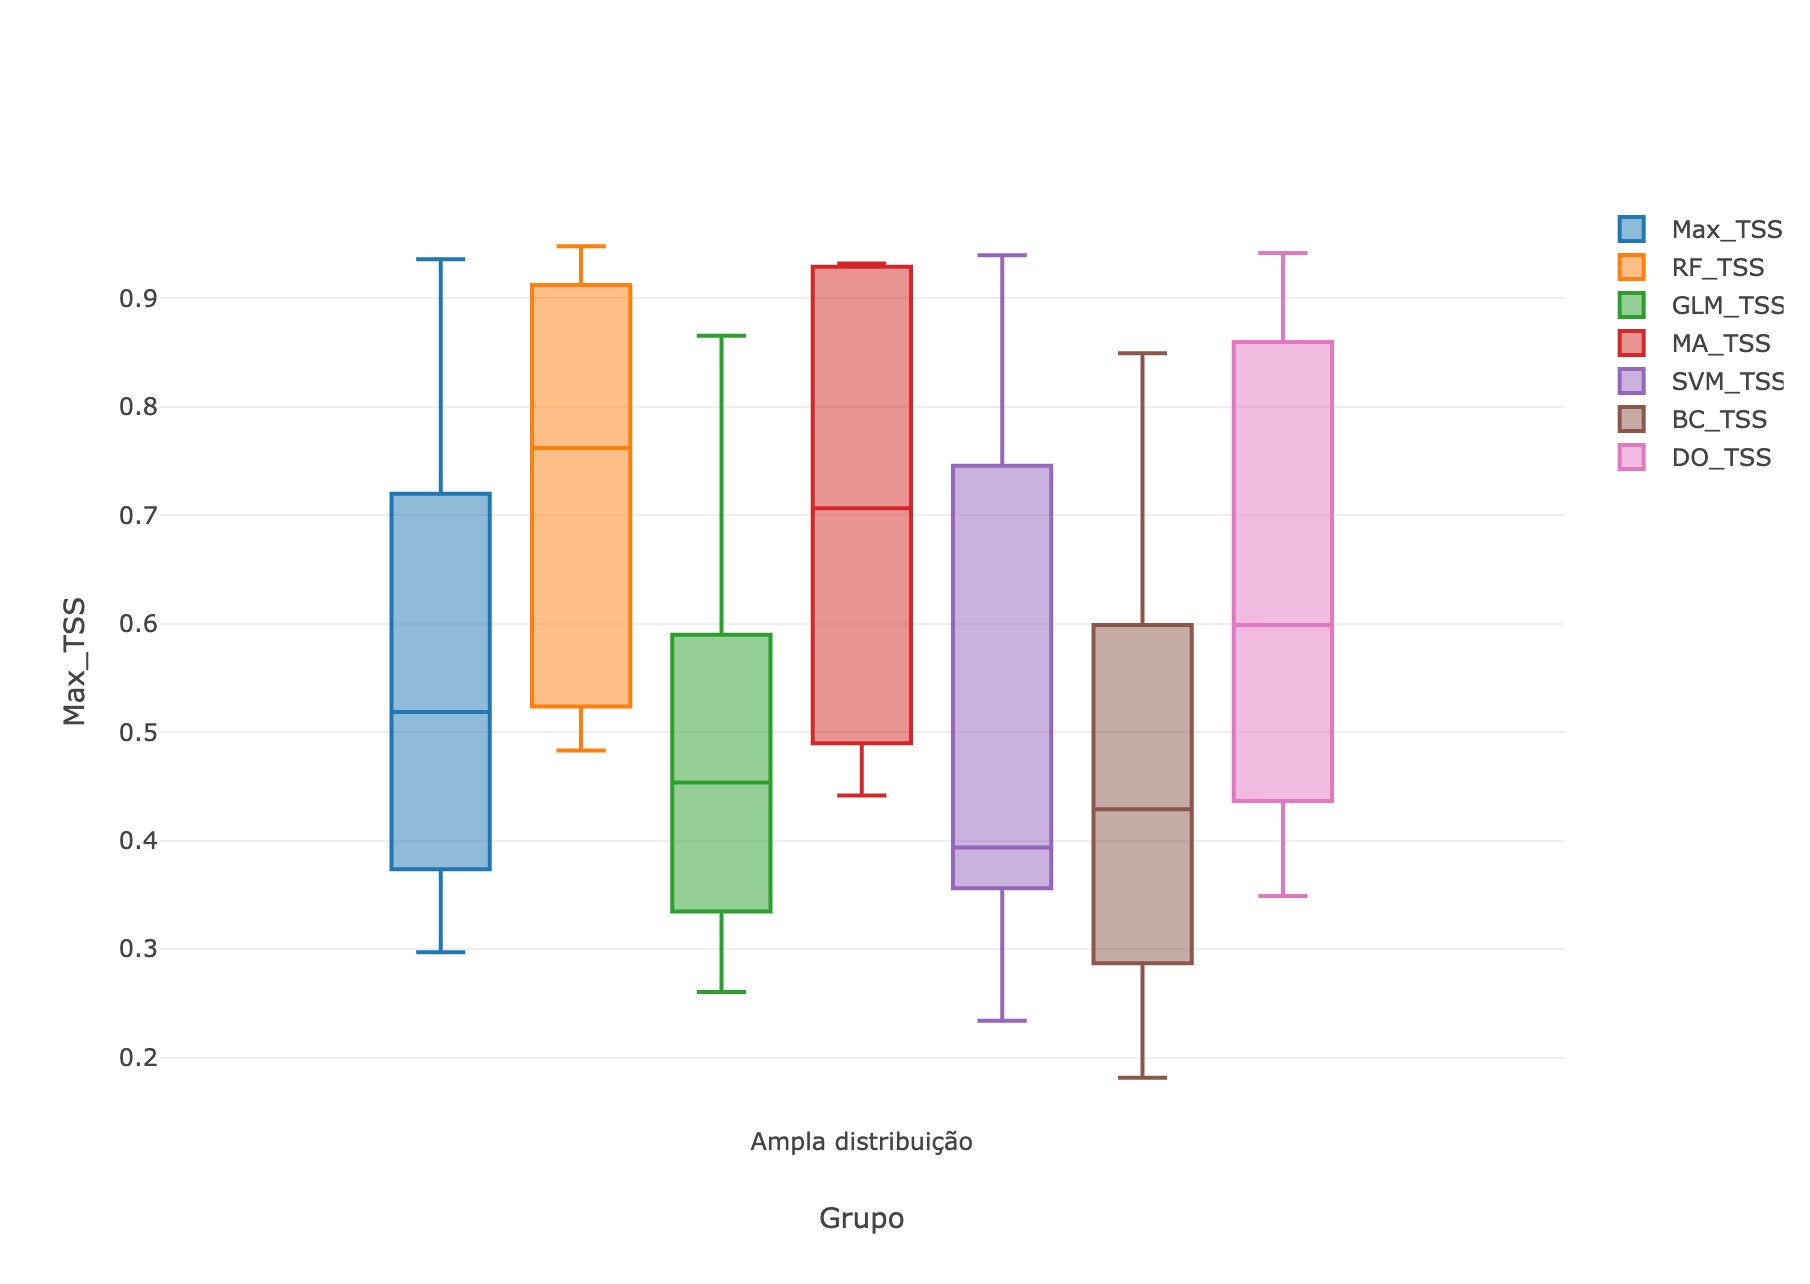 Max_TSS
RF_TSS
GLM_TSS
MA_TSS
SVM_TSS
BC_TSS
DO_TSS
0.9
0.8
0.7
0.6
0.5
0.4
0.3
0.2
Max_TSS
Ampla distribuição
Grupo